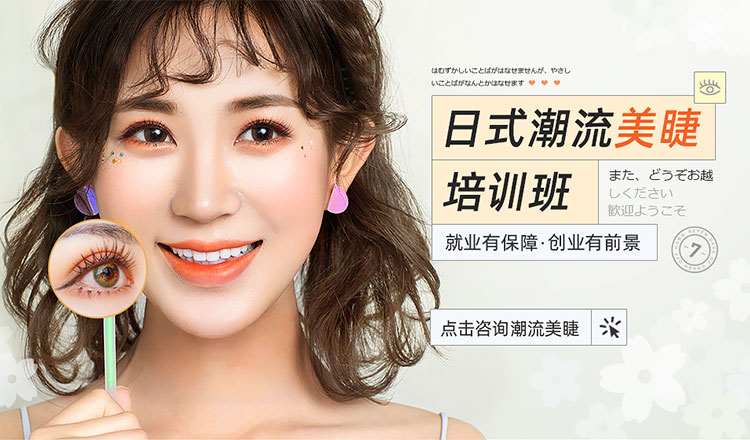 はむずかしいことばがはなせませんが、やさし
いことばがなんとかはなせます
日式潮流美睫
培训班
また、どうぞお越
しください
歓迎ようこそ
就业有保障·创业有前景
7
点击咨询潮流美睫